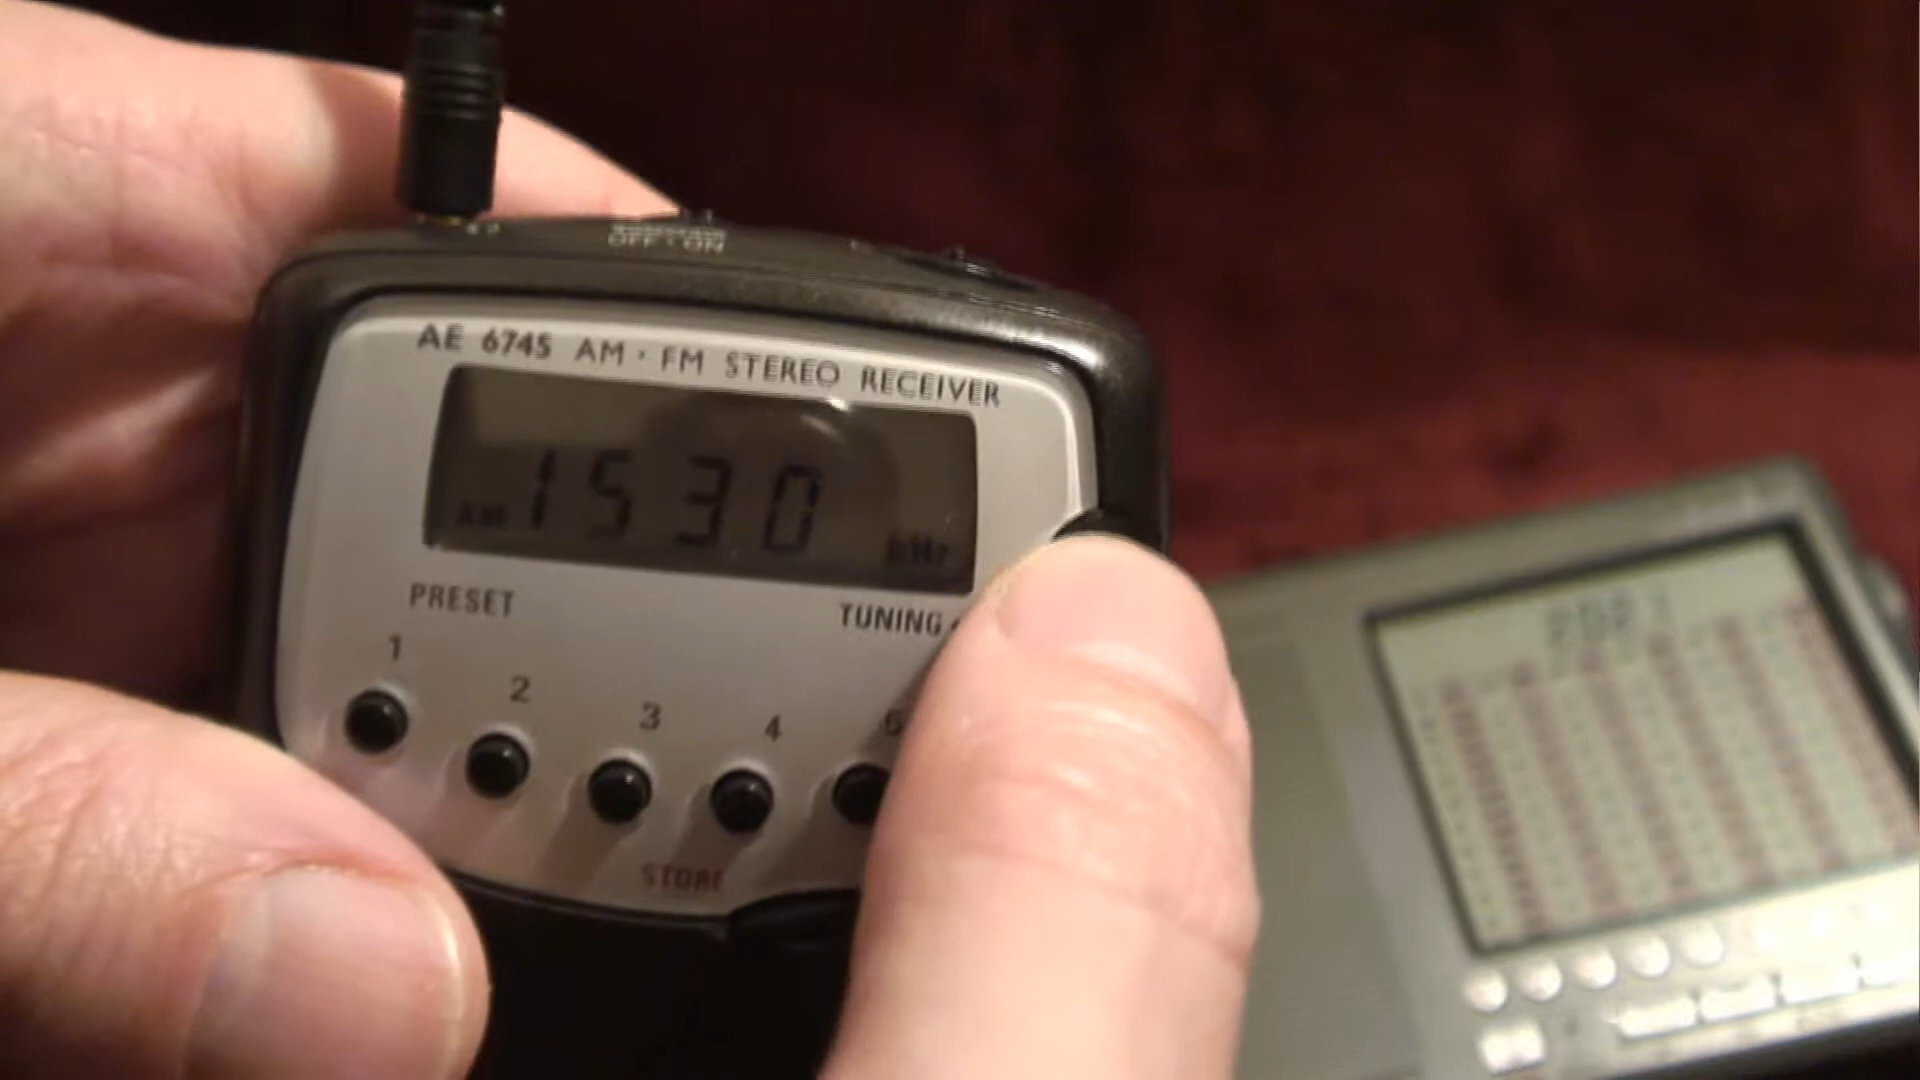 OFF • ON
AE 6745 AM • FM STEREO RECEIVER
AM 1530 kHz
PRESET
TUNING
1
2
3
4
5
STORE